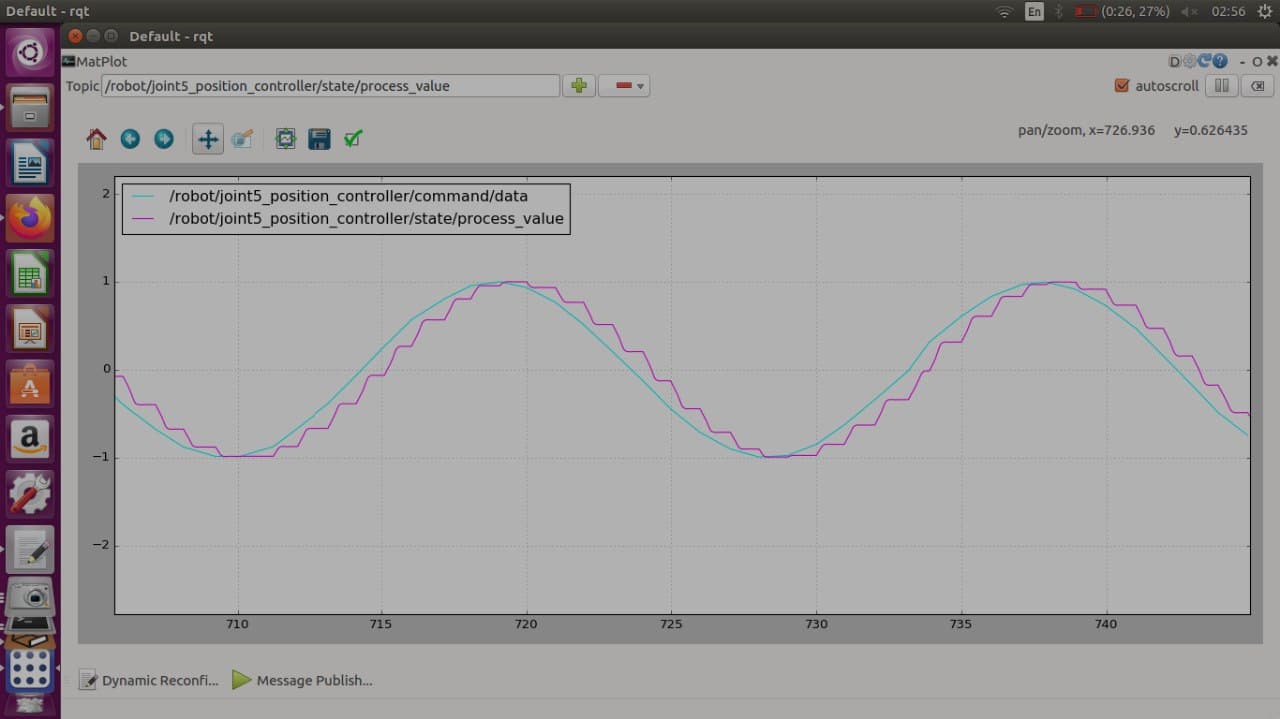 Default - rqt
En
(0:26, 27%)
02:56
Default - rqt
MatPlot
D
?
- O
Topic /robot/joint5_position_controller/state/process_value
autoscroll
pan/zoom, x=726.936 y=0.626435
/robot/joint5_position_controller/command/data
/robot/joint5_position_controller/state/process_value
2
1
0
−1
−2
710 715 720 725 730 735 740
a
Dynamic Reconfi...
Message Publish...